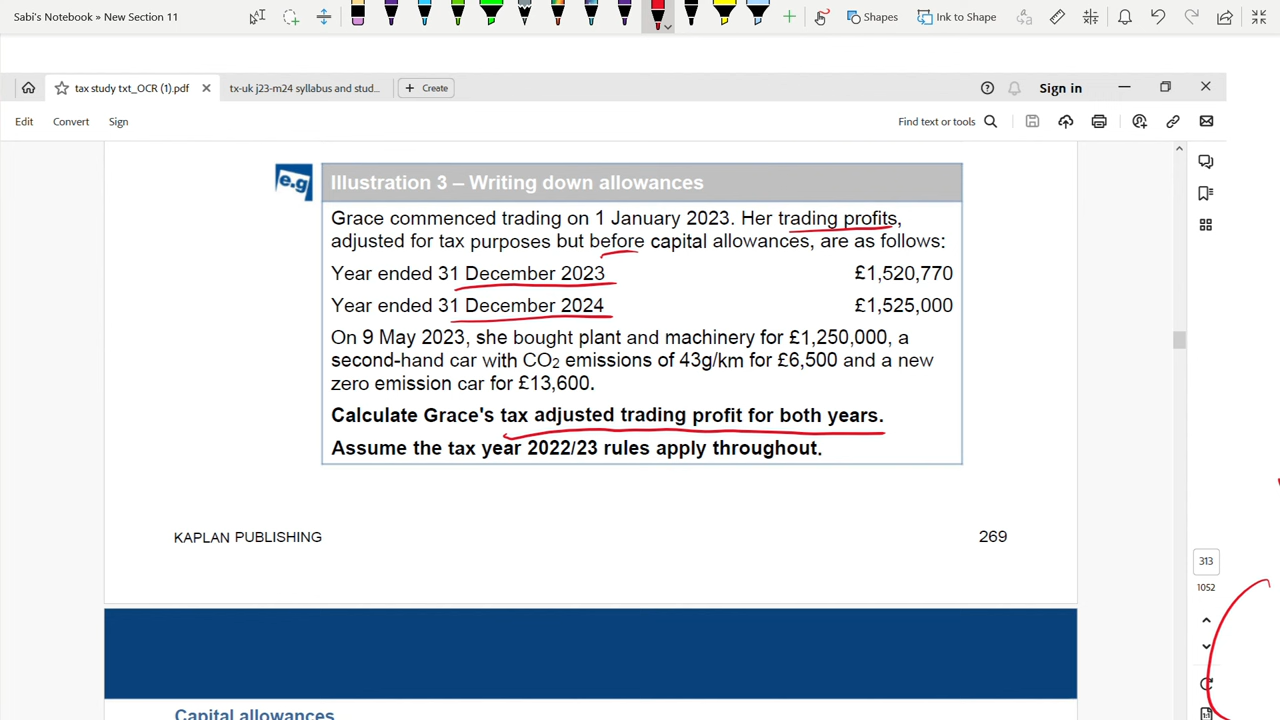 Sabi's Notebook » New Section 11
Shapes
Ink to Shape
tax study txt_OCR (1).pdf
tx-uk j23-m24 syllabus and stud...
+ Create
Sign in
Edit Convert Sign
Find text or tools
e.g
Illustration 3 – Writing down allowances
Grace commenced trading on 1 January 2023. Her trading profits,
adjusted for tax purposes but before capital allowances, are as follows:
Year ended 31 December 2023 £1,520,770
Year ended 31 December 2024 £1,525,000
On 9 May 2023, she bought plant and machinery for £1,250,000, a
second-hand car with CO2 emissions of 43g/km for £6,500 and a new
zero emission car for £13,600.
Calculate Grace's tax adjusted trading profit for both years.
Assume the tax year 2022/23 rules apply throughout.
KAPLAN PUBLISHING 269
313
1052
Capital allowances